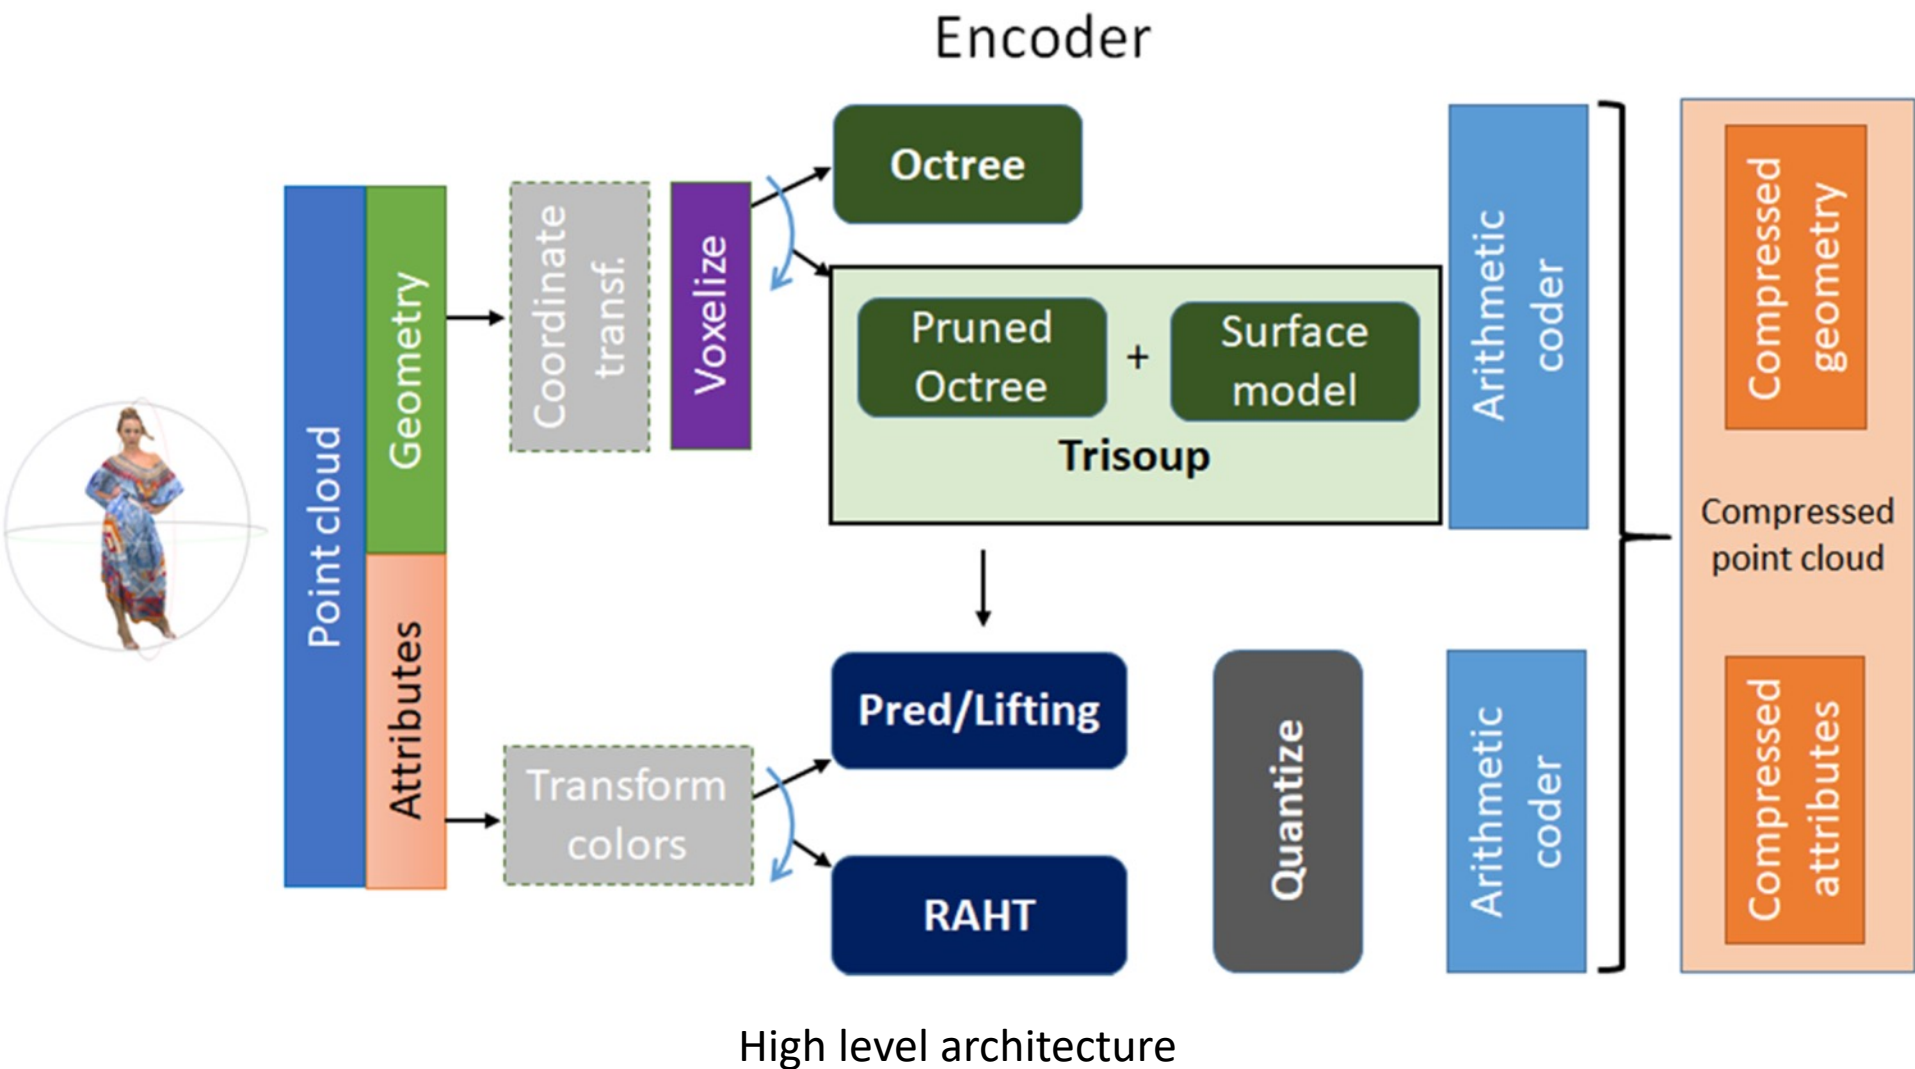 Encoder
Point cloud
Geometry
Attributes
Coordinate
transf.
Voxelize
Octree
Pruned
Octree
+
Surface
model
Trisoup
Arithmetic
coder
Transform
colors
Pred/Lifting
RAHT
Quantize
Arithmetic
coder
Compressed
geometry
Compressed
point cloud
Compressed
attributes
High level architecture